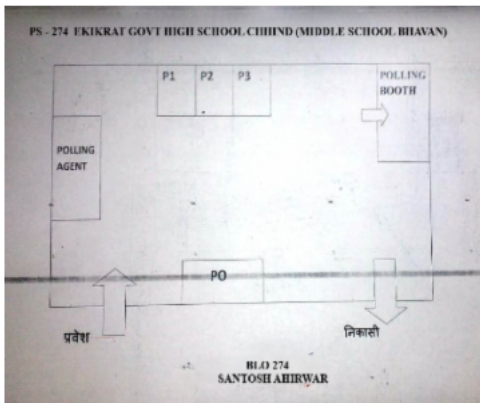 PS - 274 EKIKRAT GOVT HIGH SCHOOL CHHIND (MIDDLE SCHOOL BHAVAN)
P1 P2 P3
POLLING
BOOTH
POLLING
AGENT
PO
प्रवेश
निकासी
BLO 274
SANTOSH AHIRWAR